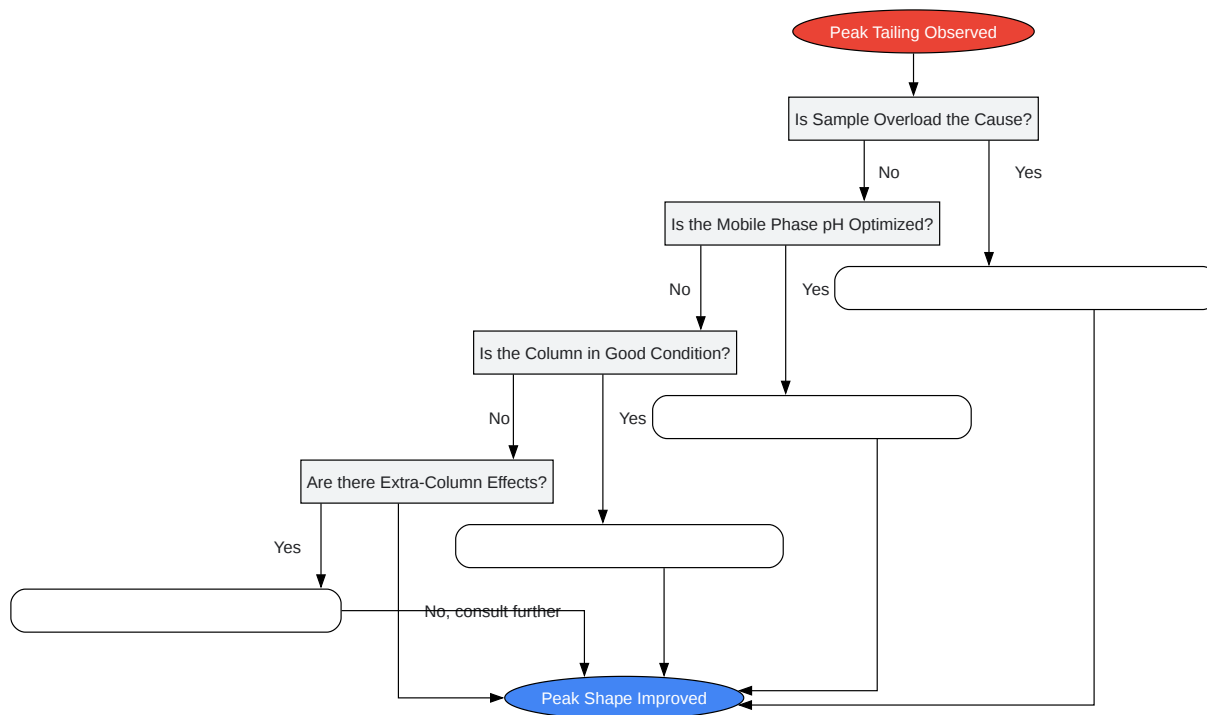 Peak Tailing Observed
Is Sample Overload the Cause?
No
Yes
Is the Mobile Phase pH Optimized?
No
Yes
Is the Column in Good Condition?
No
Yes
Are there Extra-Column Effects?
Yes
No, consult further
Peak Shape Improved